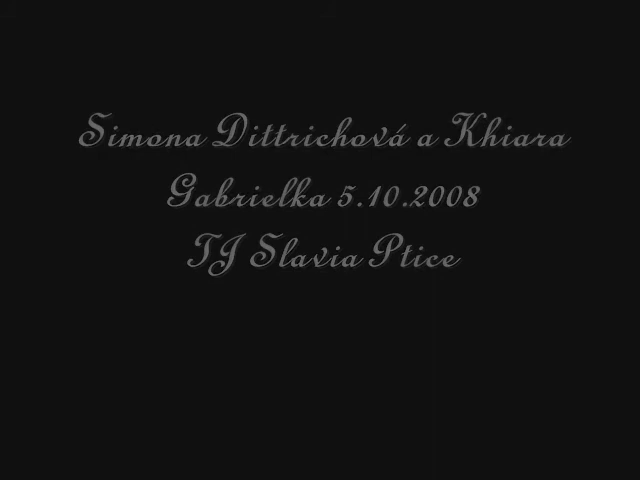 Simona Dittrichová a Khiara
Gabrielka 5.10.2008
TJ Slavia Ptice